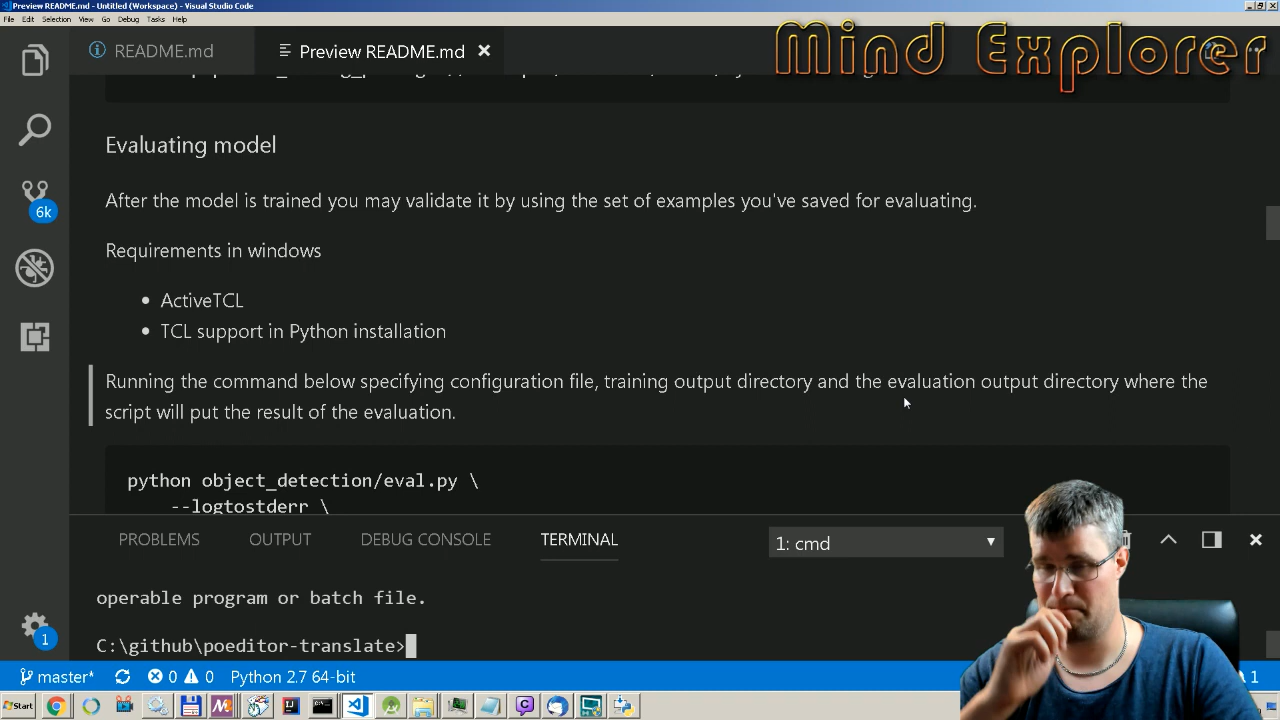 Preview README.md - Untitled (Workspace) - Visual Studio Code
File Edit Selection View Go Debug Tasks Help
README.md
Preview README.md
Mind Explorer
Evaluating model
After the model is trained you may validate it by using the set of examples you've saved for evaluating.
Requirements in windows
ActiveTCL
TCL support in Python installation
Running the command below specifying configuration file, training output directory and the evaluation output directory where the
script will put the result of the evaluation.
python object_detection/eval.py \
--logtostderr \
PROBLEMS OUTPUT DEBUG CONSOLE TERMINAL
1: cmd
operable program or batch file.
C:\github\poeditor-translate>
6k
1
master* 0 0 Python 2.7 64-bit
1
Start